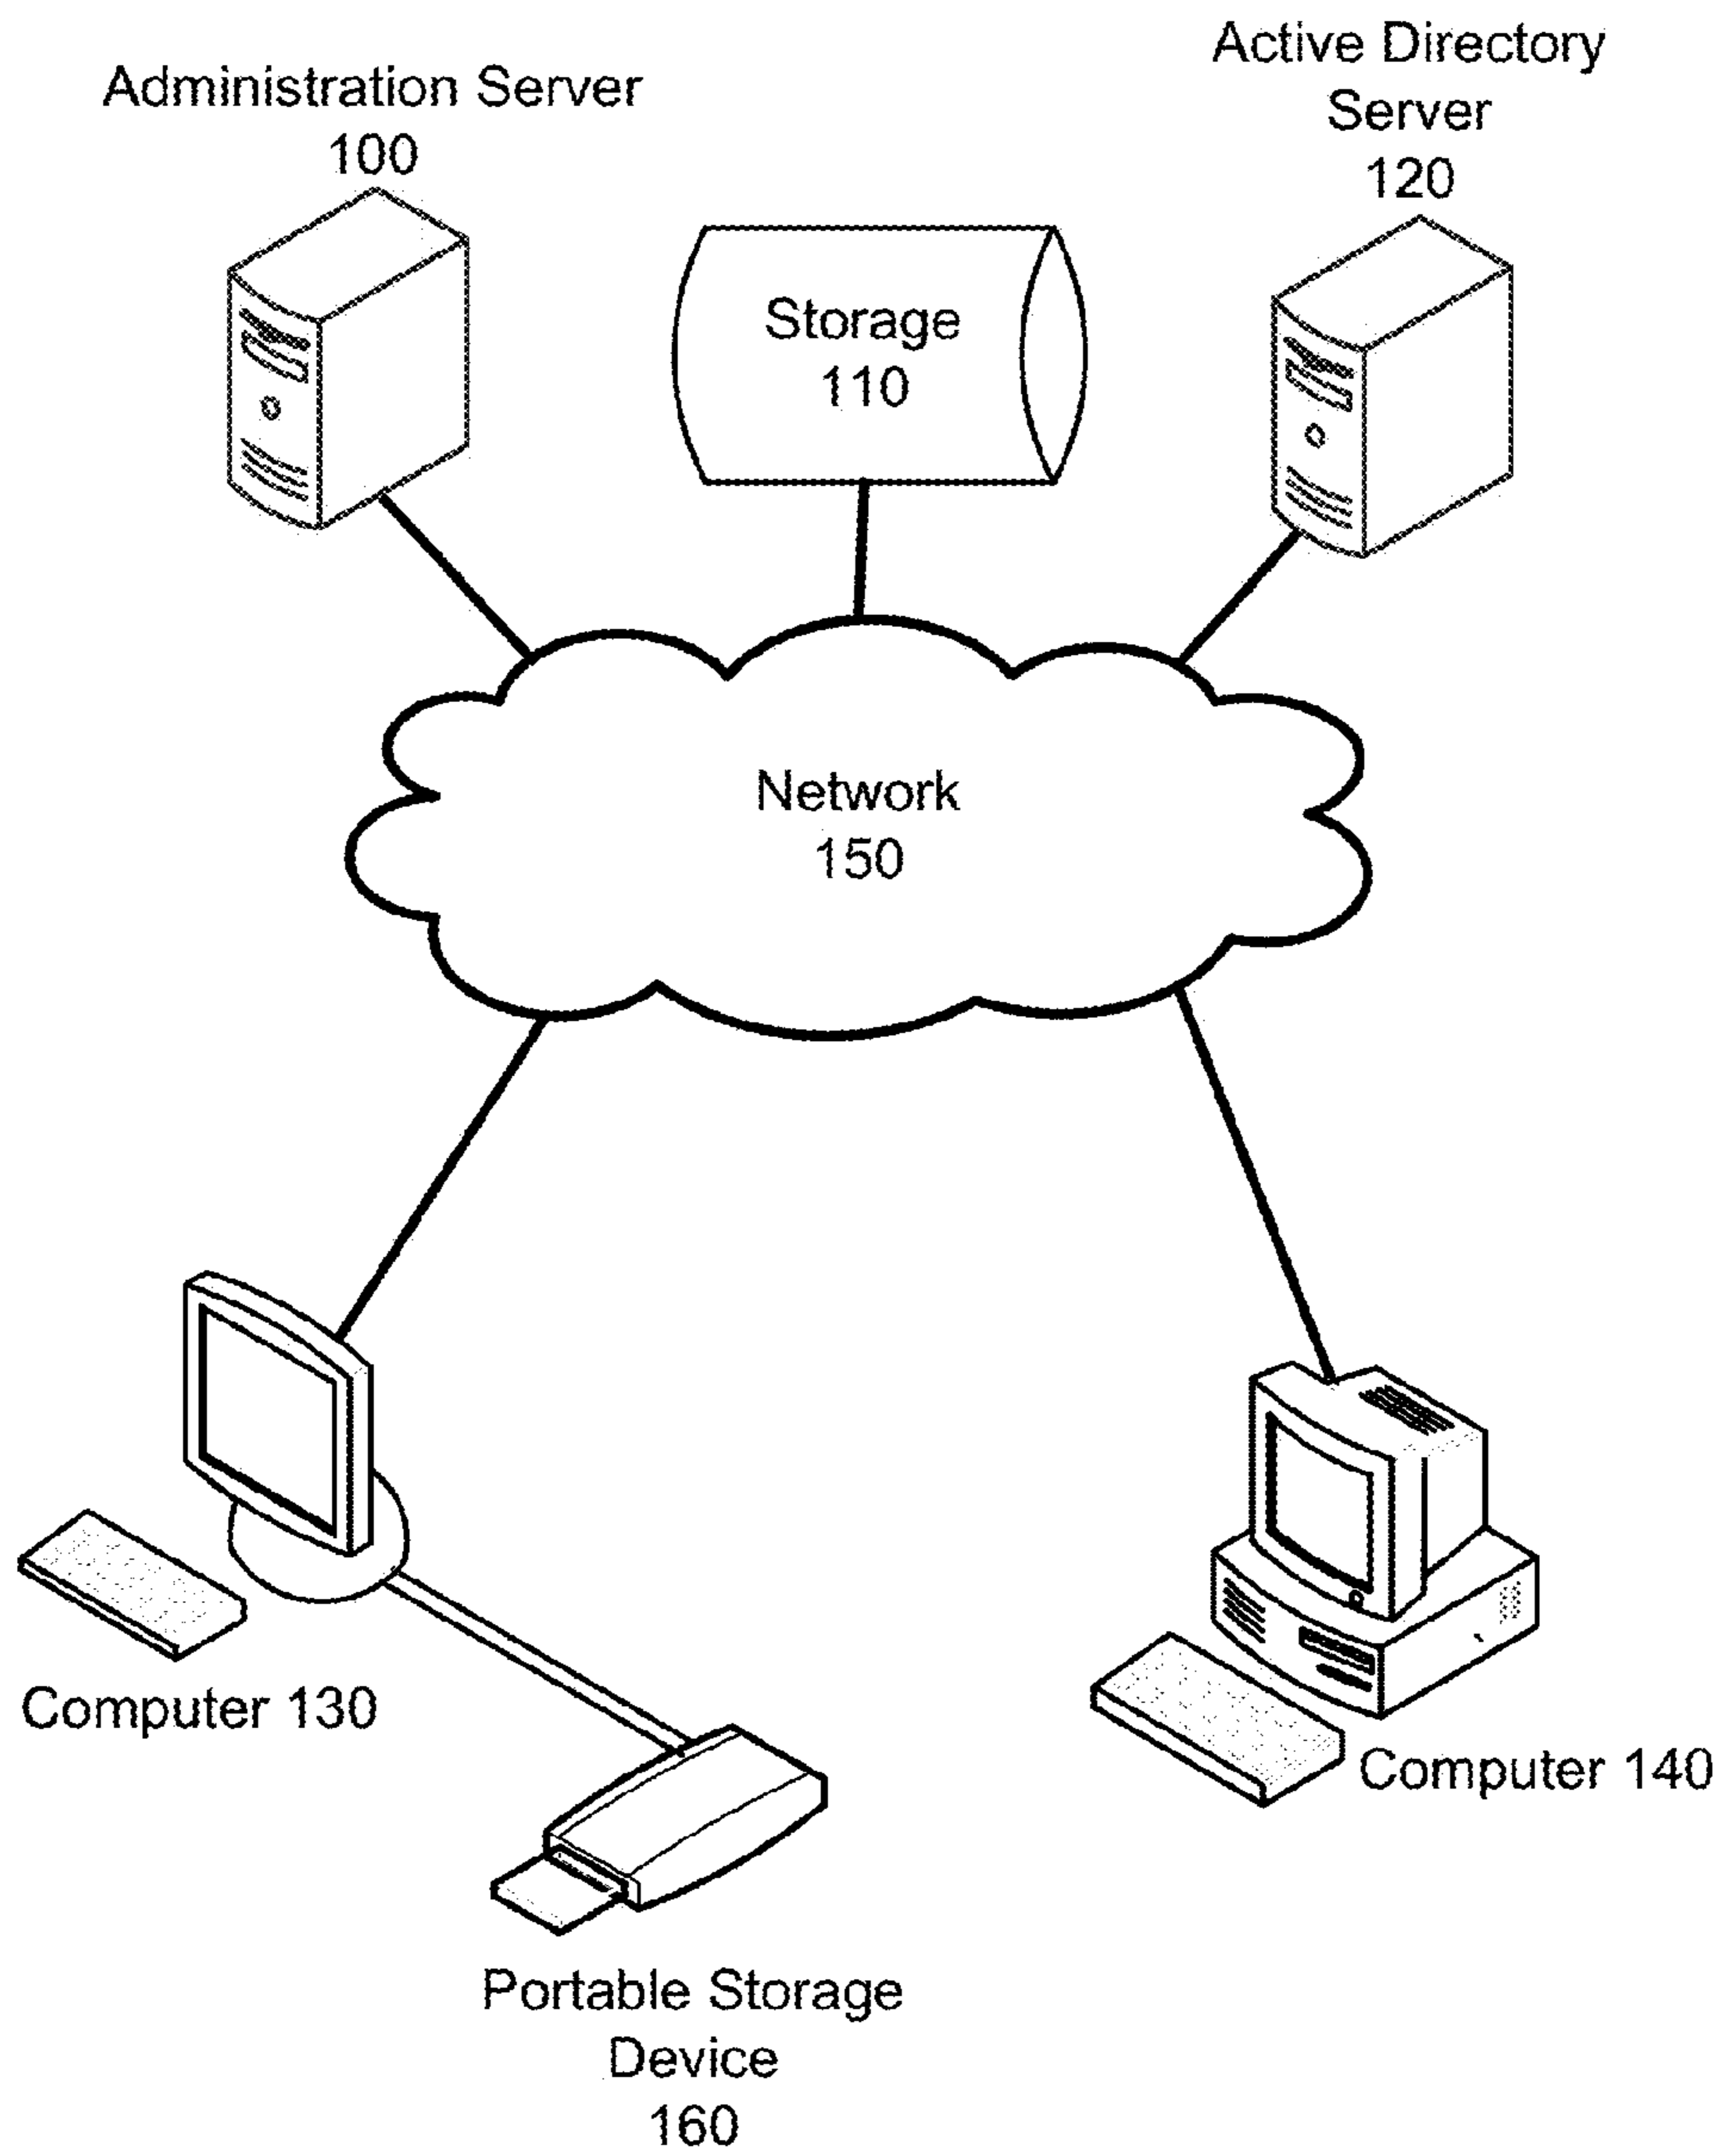 Administration Server
100
Active Directory
Server
120
Storage
110
Network
150
Computer 130
Computer 140
Portable Storage
Device
160